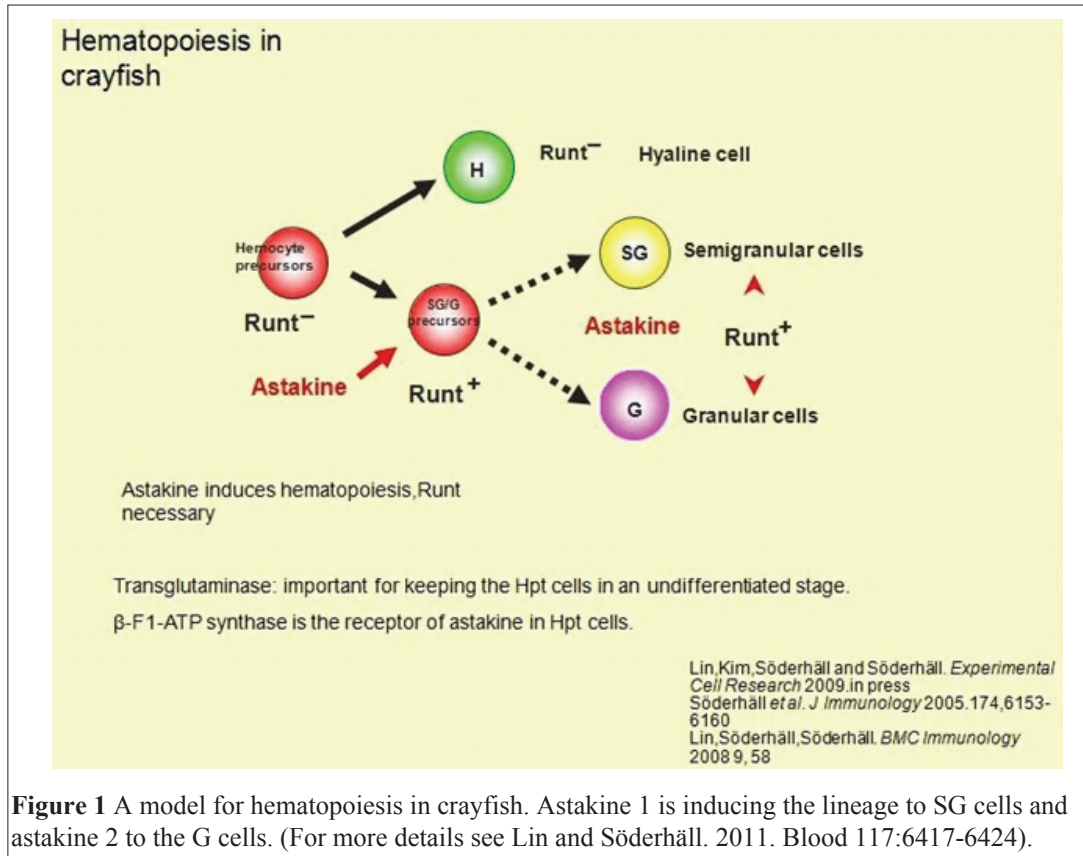 Hematopoiesis in
crayfish
H
Runt⁻ Hyaline cell
Hemocyte
precursors
Runt⁻
SG/G
precursors
Runt⁺
Astakine
SG
Semigranular cells
Astakine
Runt⁺
G
Granular cells
Astakine induces hematopoiesis,Runt
necessary
Transglutaminase: important for keeping the Hpt cells in an undifferentiated stage.
β-F1-ATP synthase is the receptor of astakine in Hpt cells.
Lin,Kim,Söderhäll and Söderhäll. Experimental
Cell Research 2009.in press
Söderhäll et al. J Immunology 2005.174,6153-
6160
Lin,Söderhäll,Söderhäll. BMC Immunology
2008 9, 58
Figure 1 A model for hematopoiesis in crayfish. Astakine 1 is inducing the lineage to SG cells and
astakine 2 to the G cells. (For more details see Lin and Söderhäll. 2011. Blood 117:6417-6424).